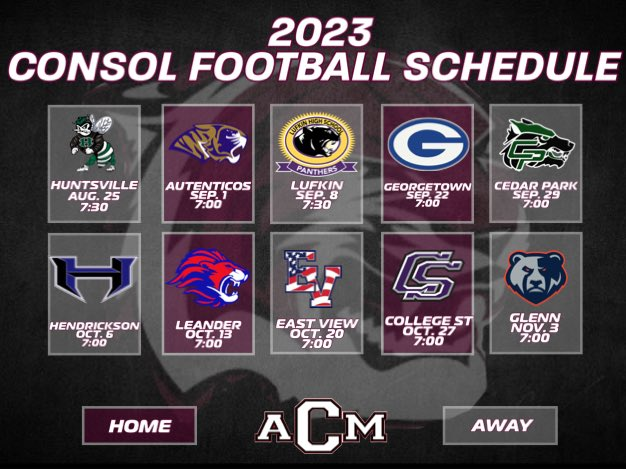 2023
CONSOL FOOTBALL SCHEDULE
H
HUNTSVILLE
AUG. 25
7:30
AUTENTICOS
SEP. 1
7:00
LUFKIN HIGH SCHOOL
PANTHERS
LUFKIN
SEP. 8
7:30
G
GEORGETOWN
SEP. 22
7:00
CP
CEDAR PARK
SEP. 29
7:00
H
HENDRICKSON
OCT. 6
7:00
LEANDER
OCT. 13
7:00
EV
EAST VIEW
OCT. 20
7:00
CS
COLLEGE ST
OCT. 27
7:00
GLENN
NOV. 3
7:00
HOME
ACM
AWAY